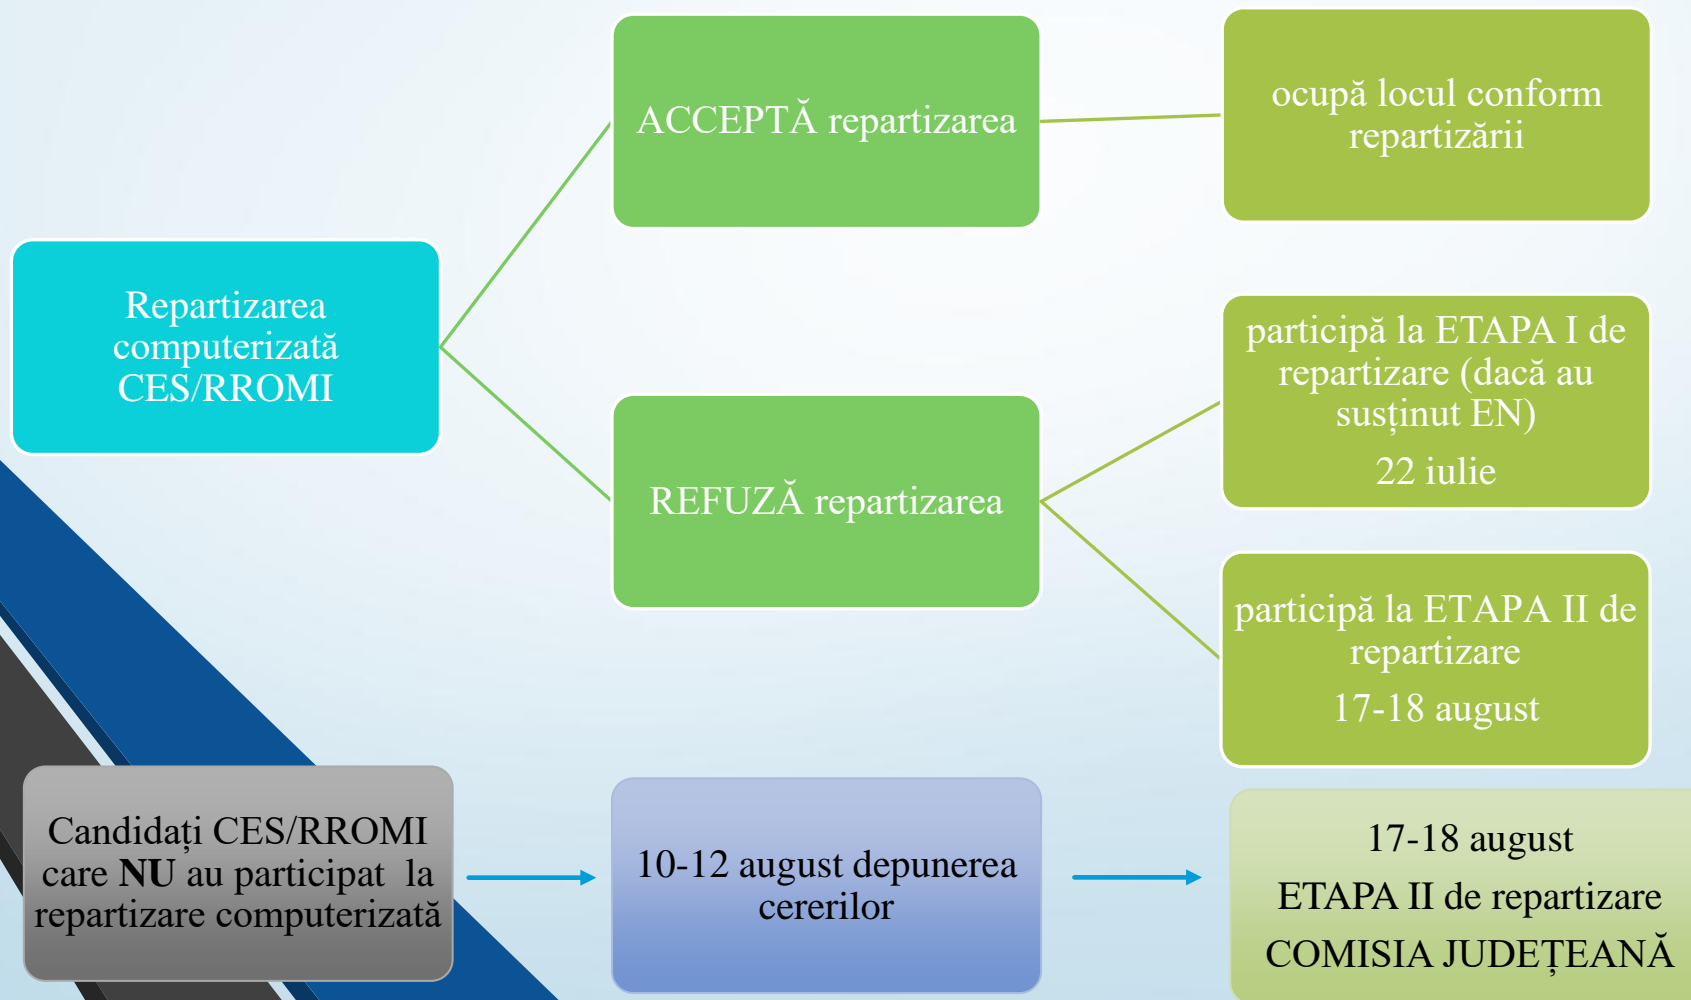 Repartizarea
computerizată
CES/RROMI
ACCEPTĂ repartizarea
ocupă locul conform
repartizării
REFUZĂ repartizarea
participă la ETAPA I de
repartizare (dacă au
susținut EN)
22 iulie
participă la ETAPA II de
repartizare
17-18 august
Candidați CES/RROMI
care NU au participat la
repartizare computerizată
10-12 august depunerea
cererilor
17-18 august
ETAPA II de repartizare
COMISIA JUDEȚEANĂ